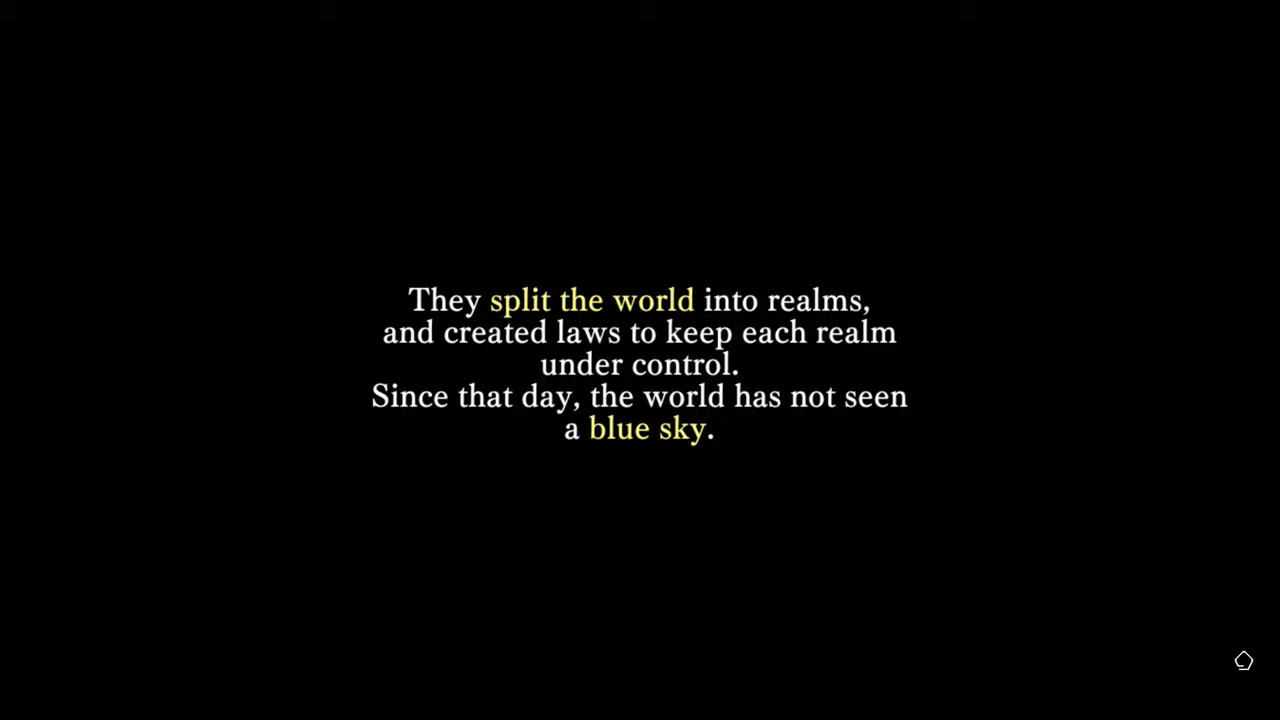 They split the world into realms,
and created laws to keep each realm
under control.
Since that day, the world has not seen
a blue sky.